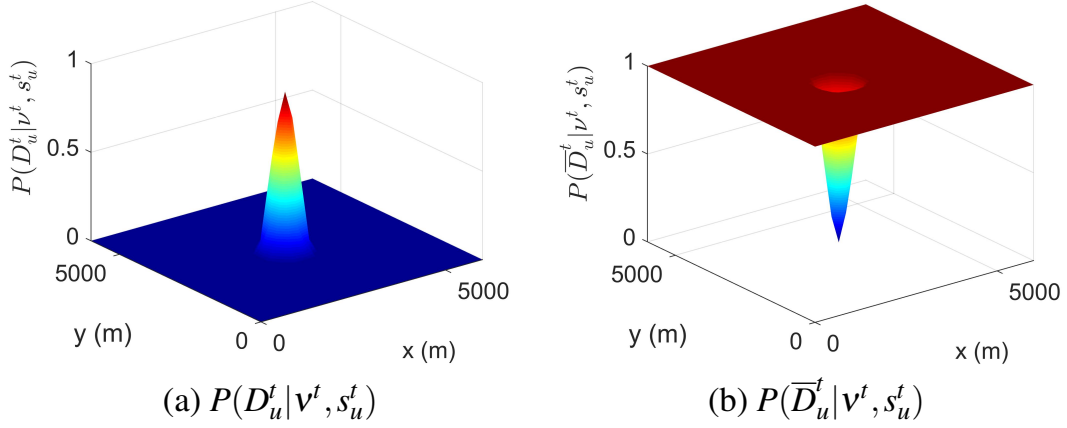 1
0.5
0
P(D_u^t|ν^t, s_u^t)
5000
y (m)
0
0
x (m)
5000
(a) P(D_u^t|ν^t, s_u^t)
1
0.5
0
P(D̅_u^t|ν^t, s_u^t)
5000
y (m)
0
0
x (m)
5000
(b) P(D̅_u^t|ν^t, s_u^t)